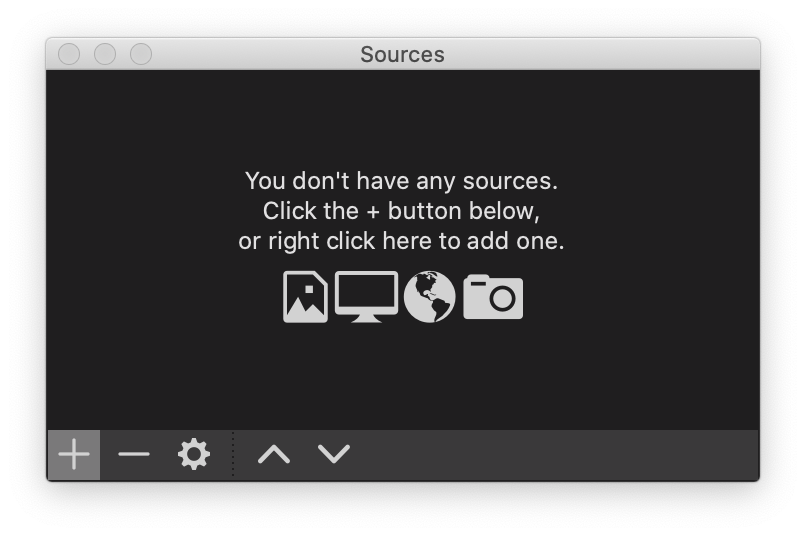 Sources
You don't have any sources.
Click the + button below,
or right click here to add one.